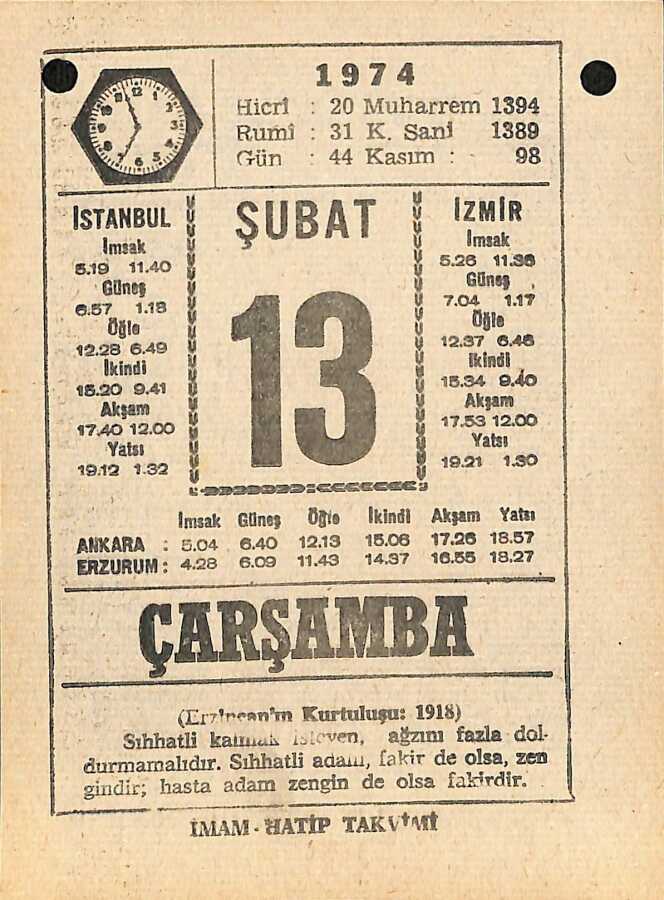 1974
Hicrî : 20 Muharrem 1394
Rumî : 31 K. Sani 1389
Gün : 44 Kasım : 98
İSTANBUL
İmsak
5.19 11.40
Güneş
6.57 1.18
Öğle
12.28 6.49
İkindi
15.20 9.41
Akşam
17.40 12.00
Yatsı
19.12 1.32
ŞUBAT
13
İZMİR
İmsak
5.26 11.36
Güneş
7.04 1.17
Öğle
12.37 6.46
İkindi
15.34 9.40
Akşam
17.53 12.00
Yatsı
19.21 1.30
İmsak Güneş Öğle İkindi Akşam Yatsı
ANKARA : 5.04 6.40 12.13 15.06 17.26 18.57
ERZURUM : 4.28 6.09 11.43 14.37 16.55 18.27
ÇARŞAMBA
(Erzincan'ın Kurtuluşu: 1918)
Sıhhatli kalmak isteyen, ağzını fazla dol-
durmamalıdır. Sıhhatli adam, fakir de olsa, zen
gindir; hasta adam zengin de olsa fakirdir.
İMAM - HATİP TAKVİMİ